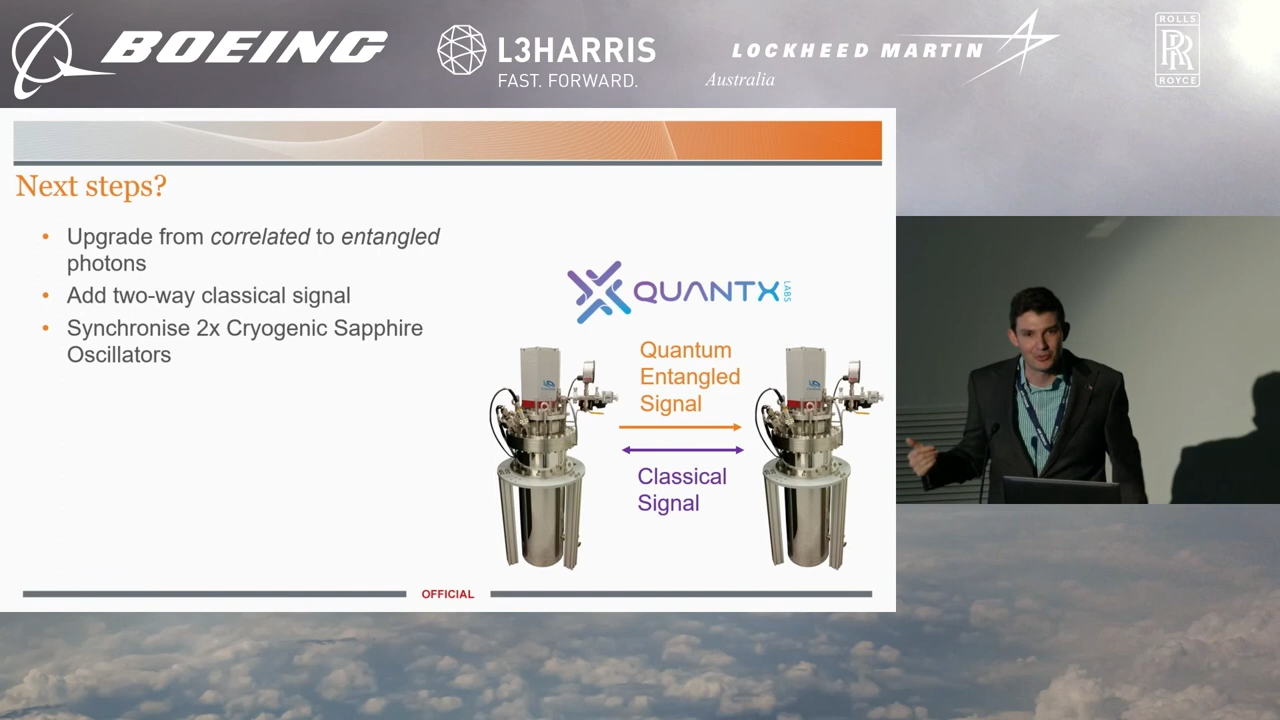 BOEING
L3HARRIS
FAST. FORWARD.
LOCKHEED MARTIN
Australia
ROLLS
RR
ROYCE
Next steps?
• Upgrade from correlated to entangled
photons
• Add two-way classical signal
• Synchronise 2x Cryogenic Sapphire
Oscillators
QUANTX
LABS
Quantum
Entangled
Signal
Classical
Signal
OFFICIAL